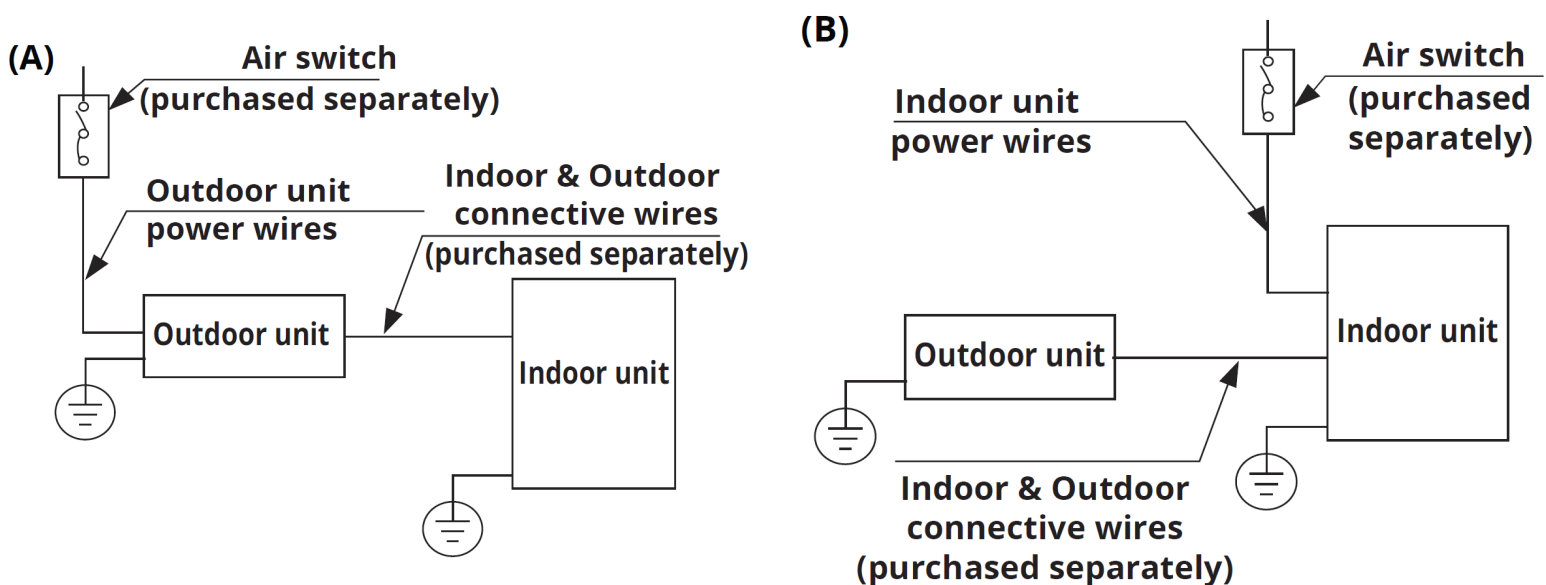 (A)
Air switch
(purchased separately)
Outdoor unit
power wires
Indoor & Outdoor
connective wires
(purchased separately)
Outdoor unit
Indoor unit
(B)
Air switch
(purchased
separately)
Indoor unit
power wires
Indoor unit
Outdoor unit
Indoor & Outdoor
connective wires
(purchased separately)